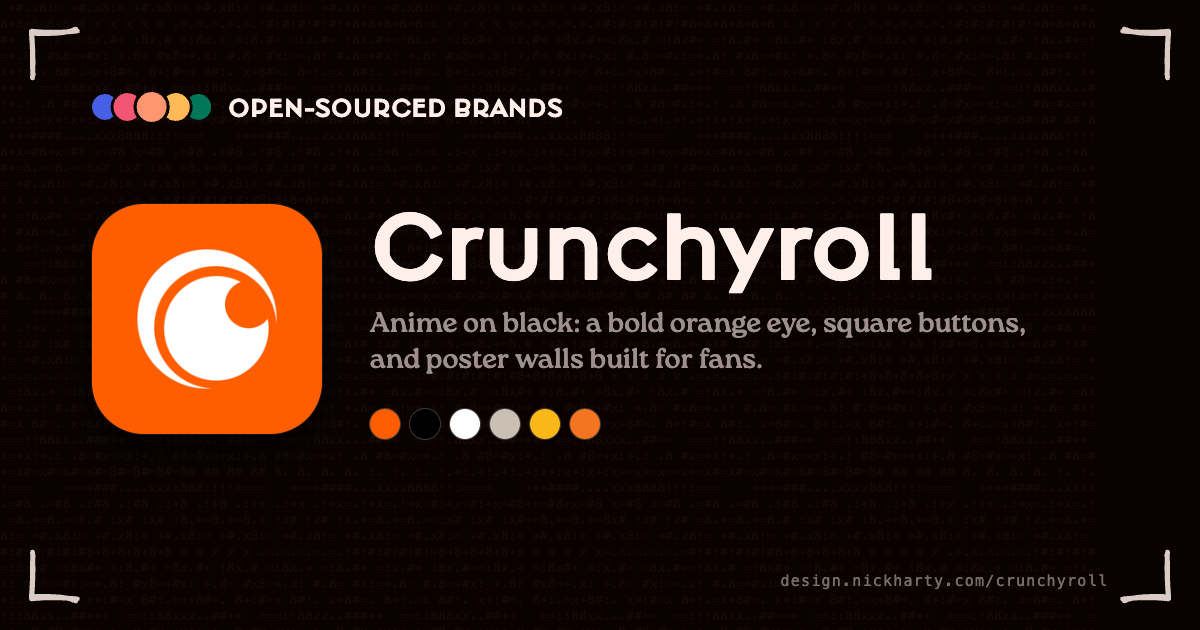 OPEN-SOURCED BRANDS
Crunchyroll
Anime on black: a bold orange eye, square buttons,
and poster walls built for fans.
design.nickharty.com/crunchyroll